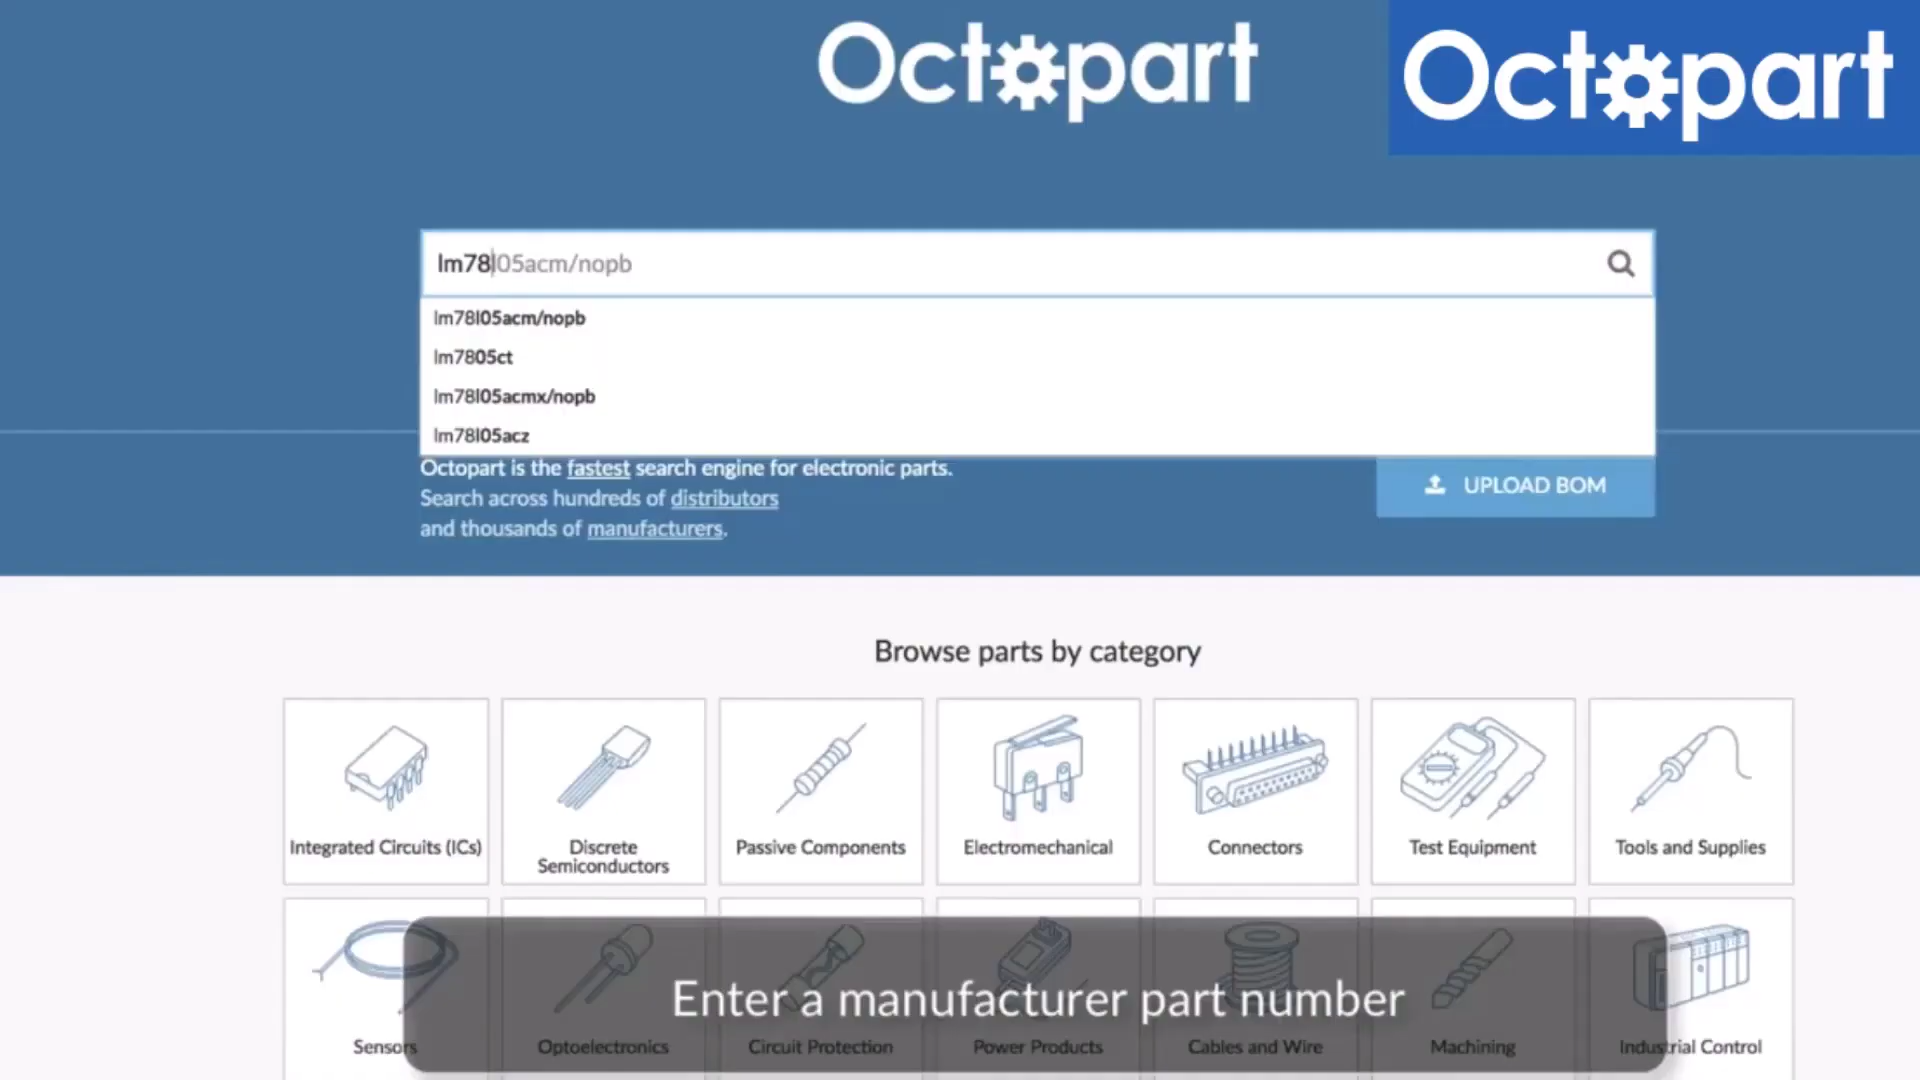 Octopart
Octopart
lm78l05acm/nopb
lm78l05acm/nopb
lm7805ct
lm78l05acmx/nopb
lm78l05acz
Octopart is the fastest search engine for electronic parts.
Search across hundreds of distributors
and thousands of manufacturers.
UPLOAD BOM
Browse parts by category
Integrated Circuits (ICs)
Discrete
Semiconductors
Passive Components
Electromechanical
Connectors
Test Equipment
Tools and Supplies
Enter a manufacturer part number
Sensors
Optoelectronics
Circuit Protection
Power Products
Cables and Wire
Machining
Industrial Control